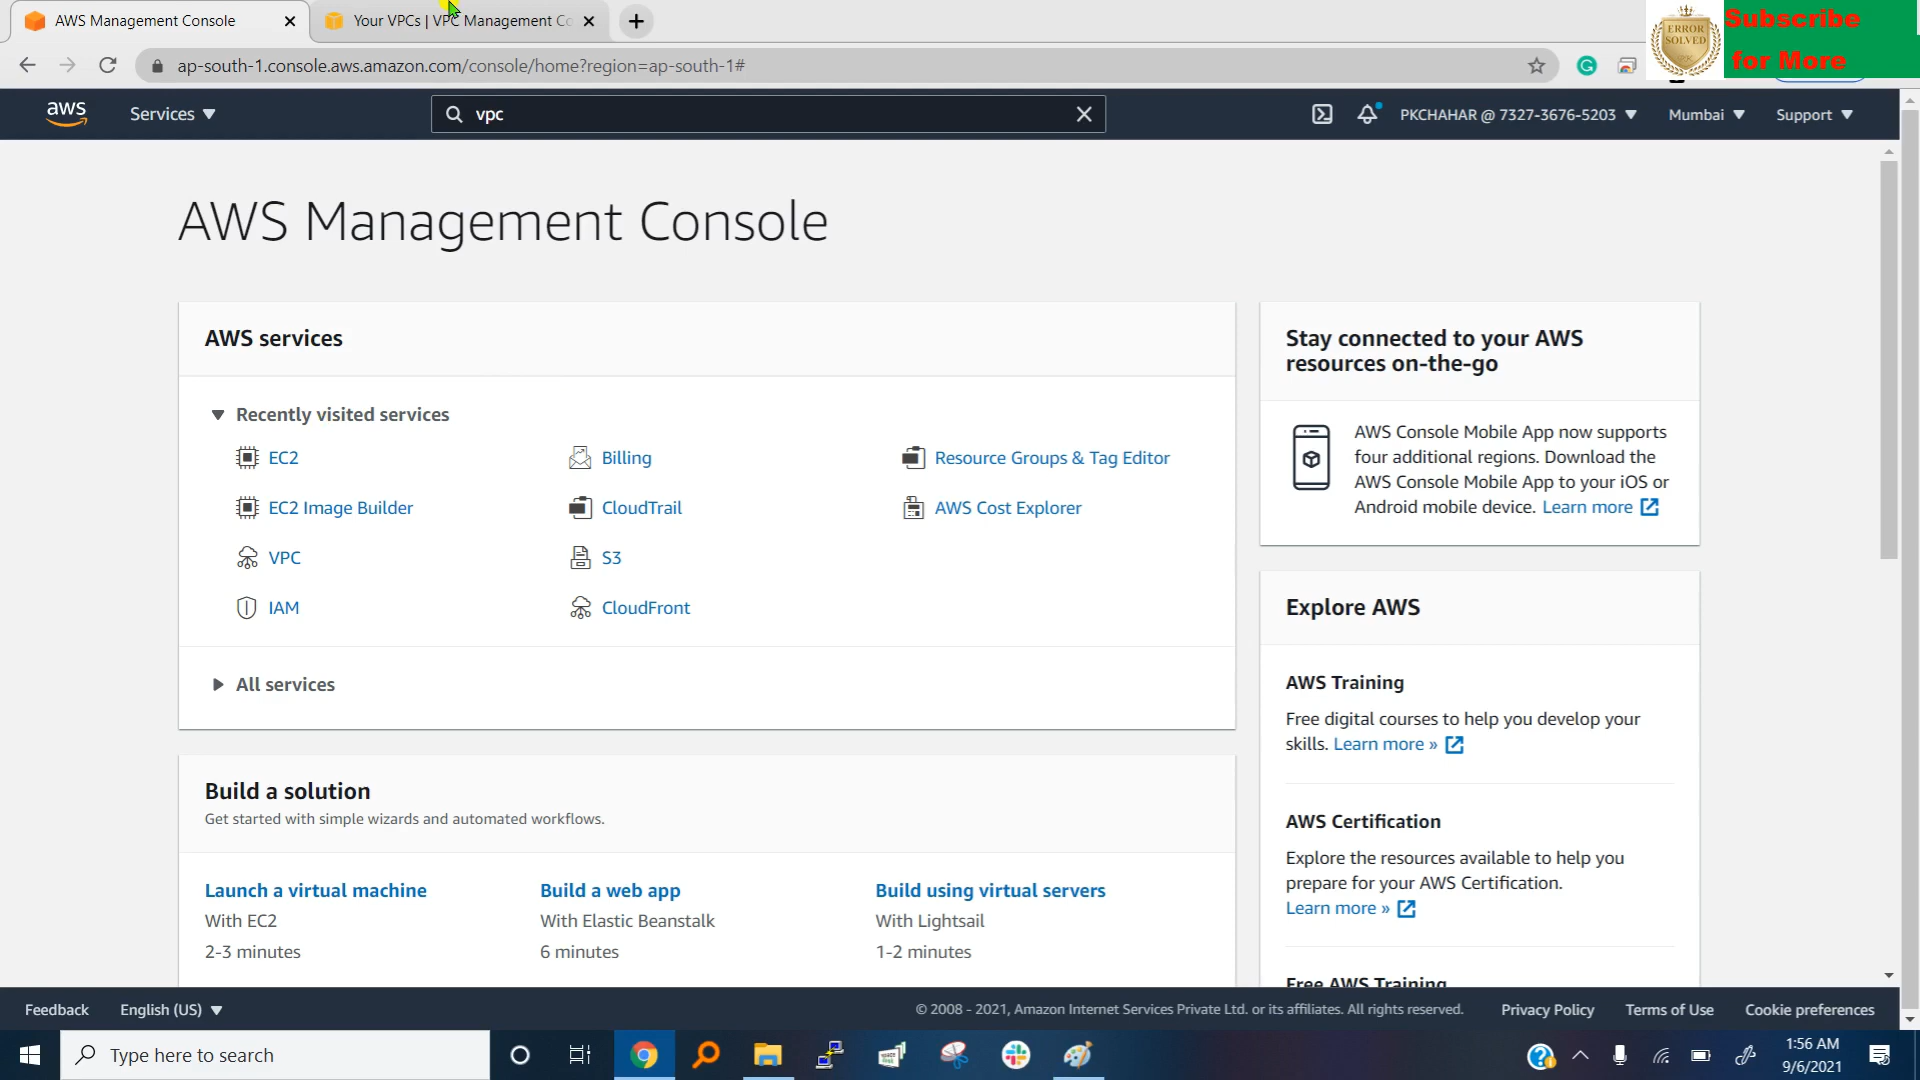 AWS Management Console
Your VPCs | VPC Management Co
ERROR
SOLVED
Subscribe
for More
ap-south-1.console.aws.amazon.com/console/home?region=ap-south-1#
aws
Services
vpc
PKCHAHAR @ 7327-3676-5203
Mumbai
Support
AWS Management Console
AWS services
Recently visited services
EC2
Billing
Resource Groups & Tag Editor
EC2 Image Builder
CloudTrail
AWS Cost Explorer
VPC
S3
IAM
CloudFront
All services
Build a solution
Get started with simple wizards and automated workflows.
Launch a virtual machine
With EC2
2-3 minutes
Build a web app
With Elastic Beanstalk
6 minutes
Build using virtual servers
With Lightsail
1-2 minutes
Stay connected to your AWS
resources on-the-go
AWS Console Mobile App now supports
four additional regions. Download the
AWS Console Mobile App to your iOS or
Android mobile device. Learn more
Explore AWS
AWS Training
Free digital courses to help you develop your
skills. Learn more »
AWS Certification
Explore the resources available to help you
prepare for your AWS Certification.
Learn more »
Free AWS Training
Feedback
English (US)
© 2008 - 2021, Amazon Internet Services Private Ltd. or its affiliates. All rights reserved.
Privacy Policy
Terms of Use
Cookie preferences
Type here to search
1:56 AM
9/6/2021